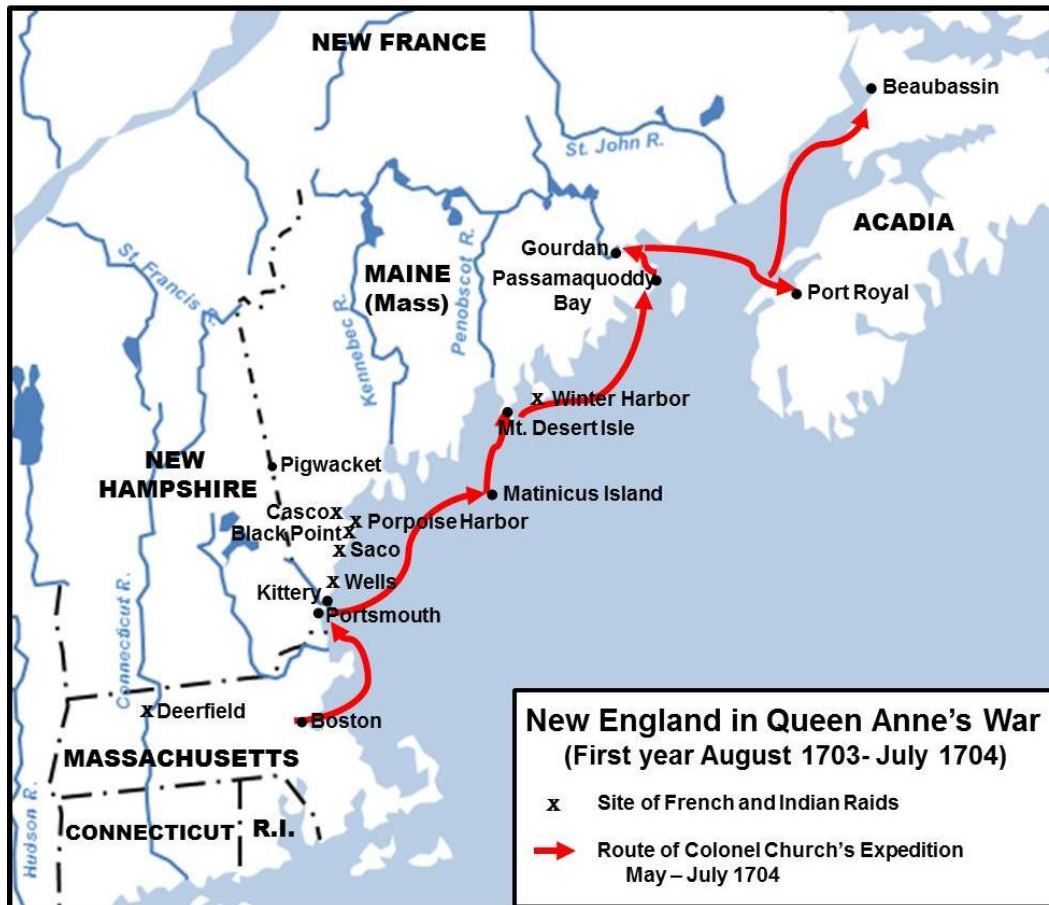 NEW FRANCE
Beaubassin
St. John R.
ACADIA
Gourdan
Passamaquoddy
Bay
Port Royal
St. Francis R.
MAINE
(Mass)
Penobscot R.
Kennebec R.
x Winter Harbor
Mt. Desert Isle
Pigwacket
NEW
HAMPSHIRE
Matinicus Island
Casco x
x Porpoise Harbor
Black Point x
x Saco
x Wells
Kittery
Portsmouth
Connecticut R.
x Deerfield
Boston
MASSACHUSETTS
CONNECTICUT
R.I.
Hudson R.
New England in Queen Anne's War
(First year August 1703- July 1704)
x Site of French and Indian Raids
Route of Colonel Church's Expedition
May – July 1704